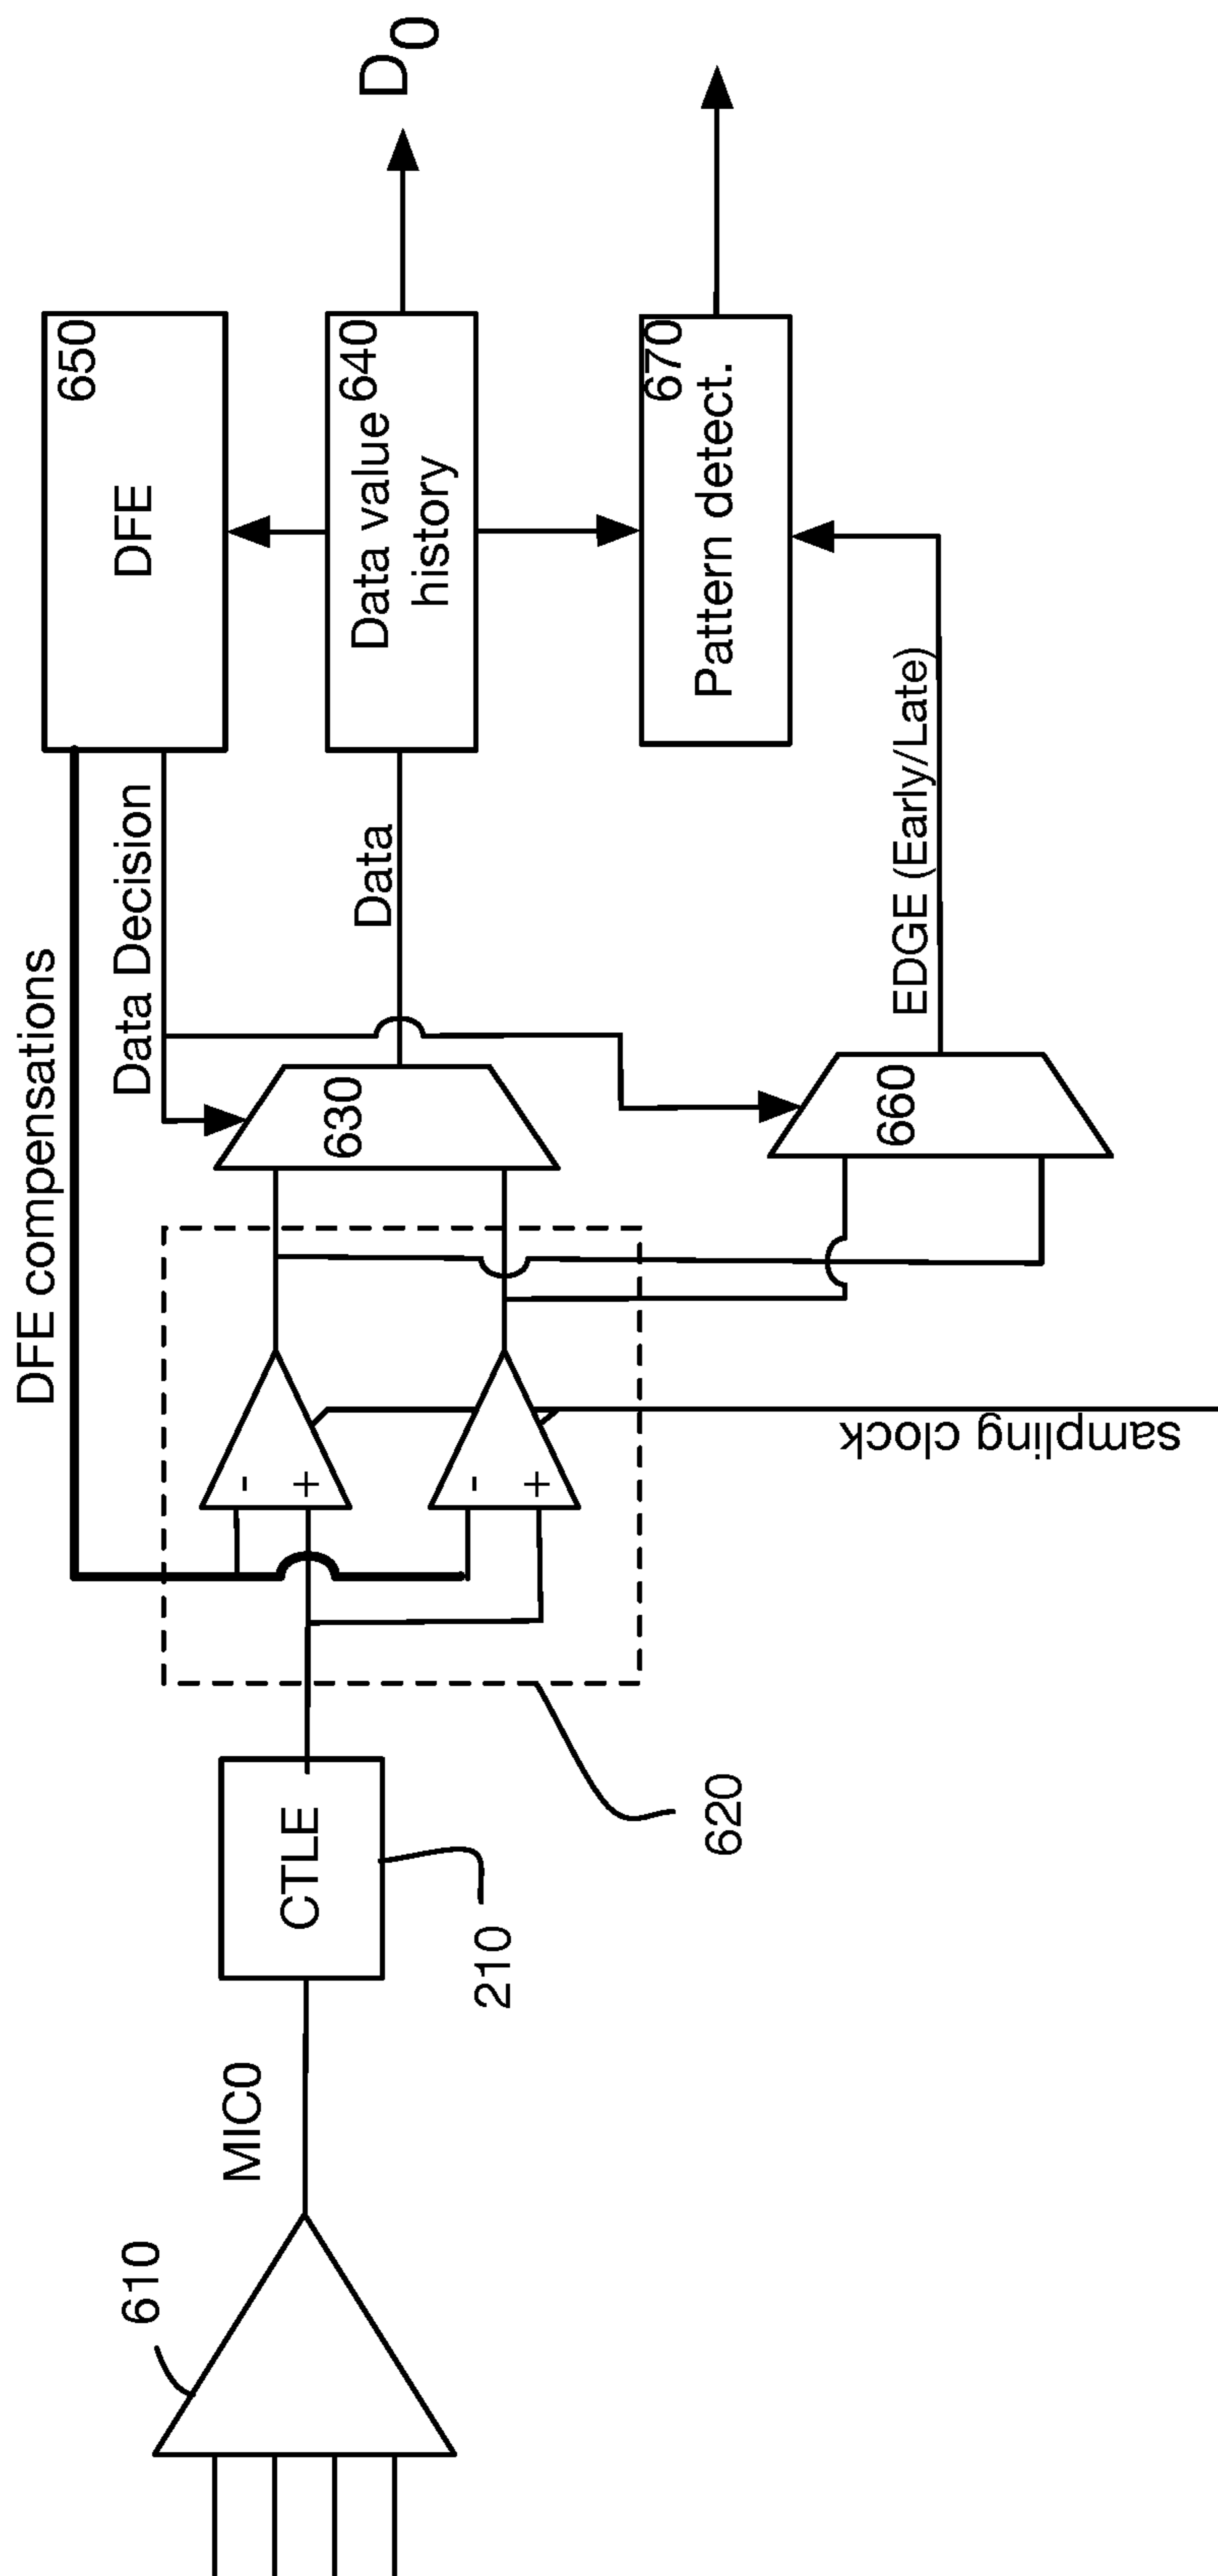 610
MIC0
CTLE
210
620
DFE compensations
Data Decision
-
+
-
+
sampling clock
630
660
Data
EDGE (Early/Late)
650
DFE
640
Data value
history
670
Pattern detect.
D0